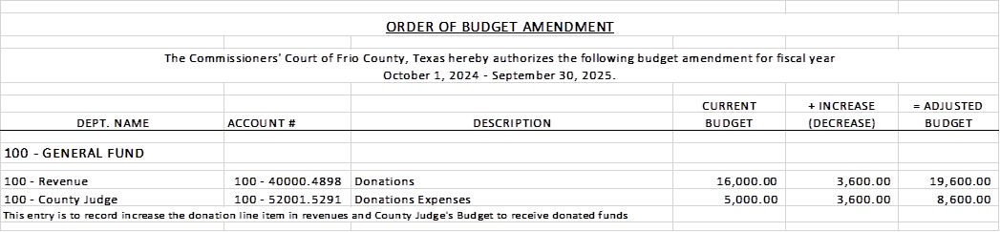 ORDER OF BUDGET AMENDMENT
The Commissioners' Court of Frio County, Texas hereby authorizes the following budget amendment for fiscal year
October 1, 2024 - September 30, 2025.
CURRENT + INCREASE = ADJUSTED
DEPT. NAME ACCOUNT # DESCRIPTION BUDGET (DECREASE) BUDGET
100 - GENERAL FUND
100 - Revenue 100 - 40000.4898 Donations 16,000.00 3,600.00 19,600.00
100 - County Judge 100 - 52001.5291 Donations Expenses 5,000.00 3,600.00 8,600.00
This entry is to record increase the donation line item in revenues and County Judge's Budget to receive donated funds